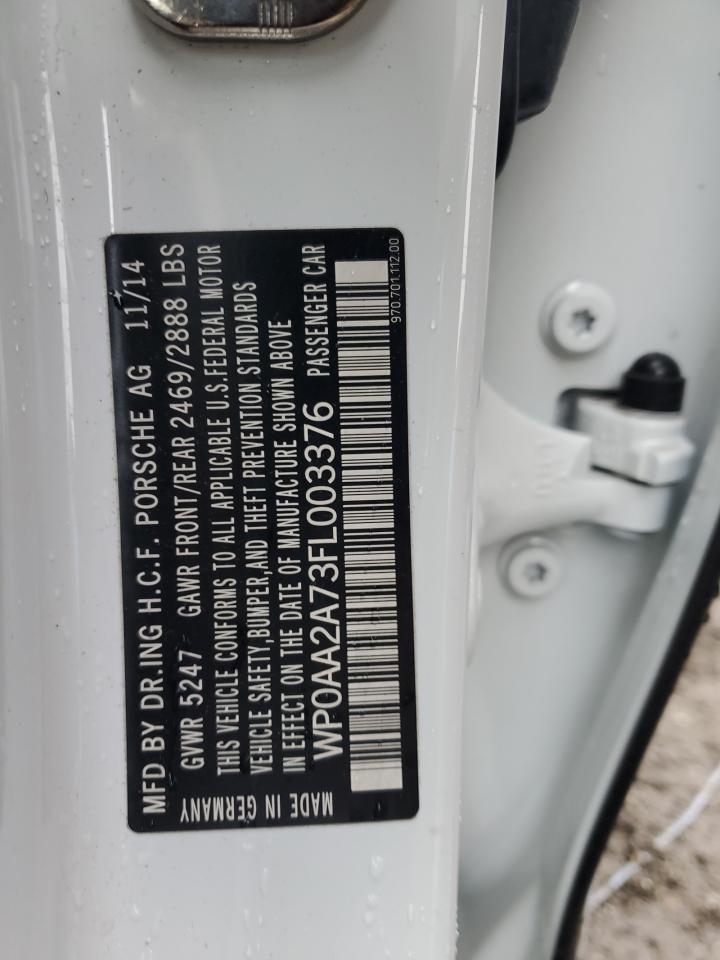 MFD BY DR.ING H.C.F. PORSCHE AG 11/14
GVWR 5247 GAWR FRONT/REAR 2469/2888 LBS
THIS VEHICLE CONFORMS TO ALL APPLICABLE U.S.FEDERAL MOTOR
VEHICLE SAFETY,BUMPER,AND THEFT PREVENTION STANDARDS
IN EFFECT ON THE DATE OF MANUFACTURE SHOWN ABOVE
MADE IN GERMANY
WP0AA2A73FL003376 PASSENGER CAR
970.701.112.00